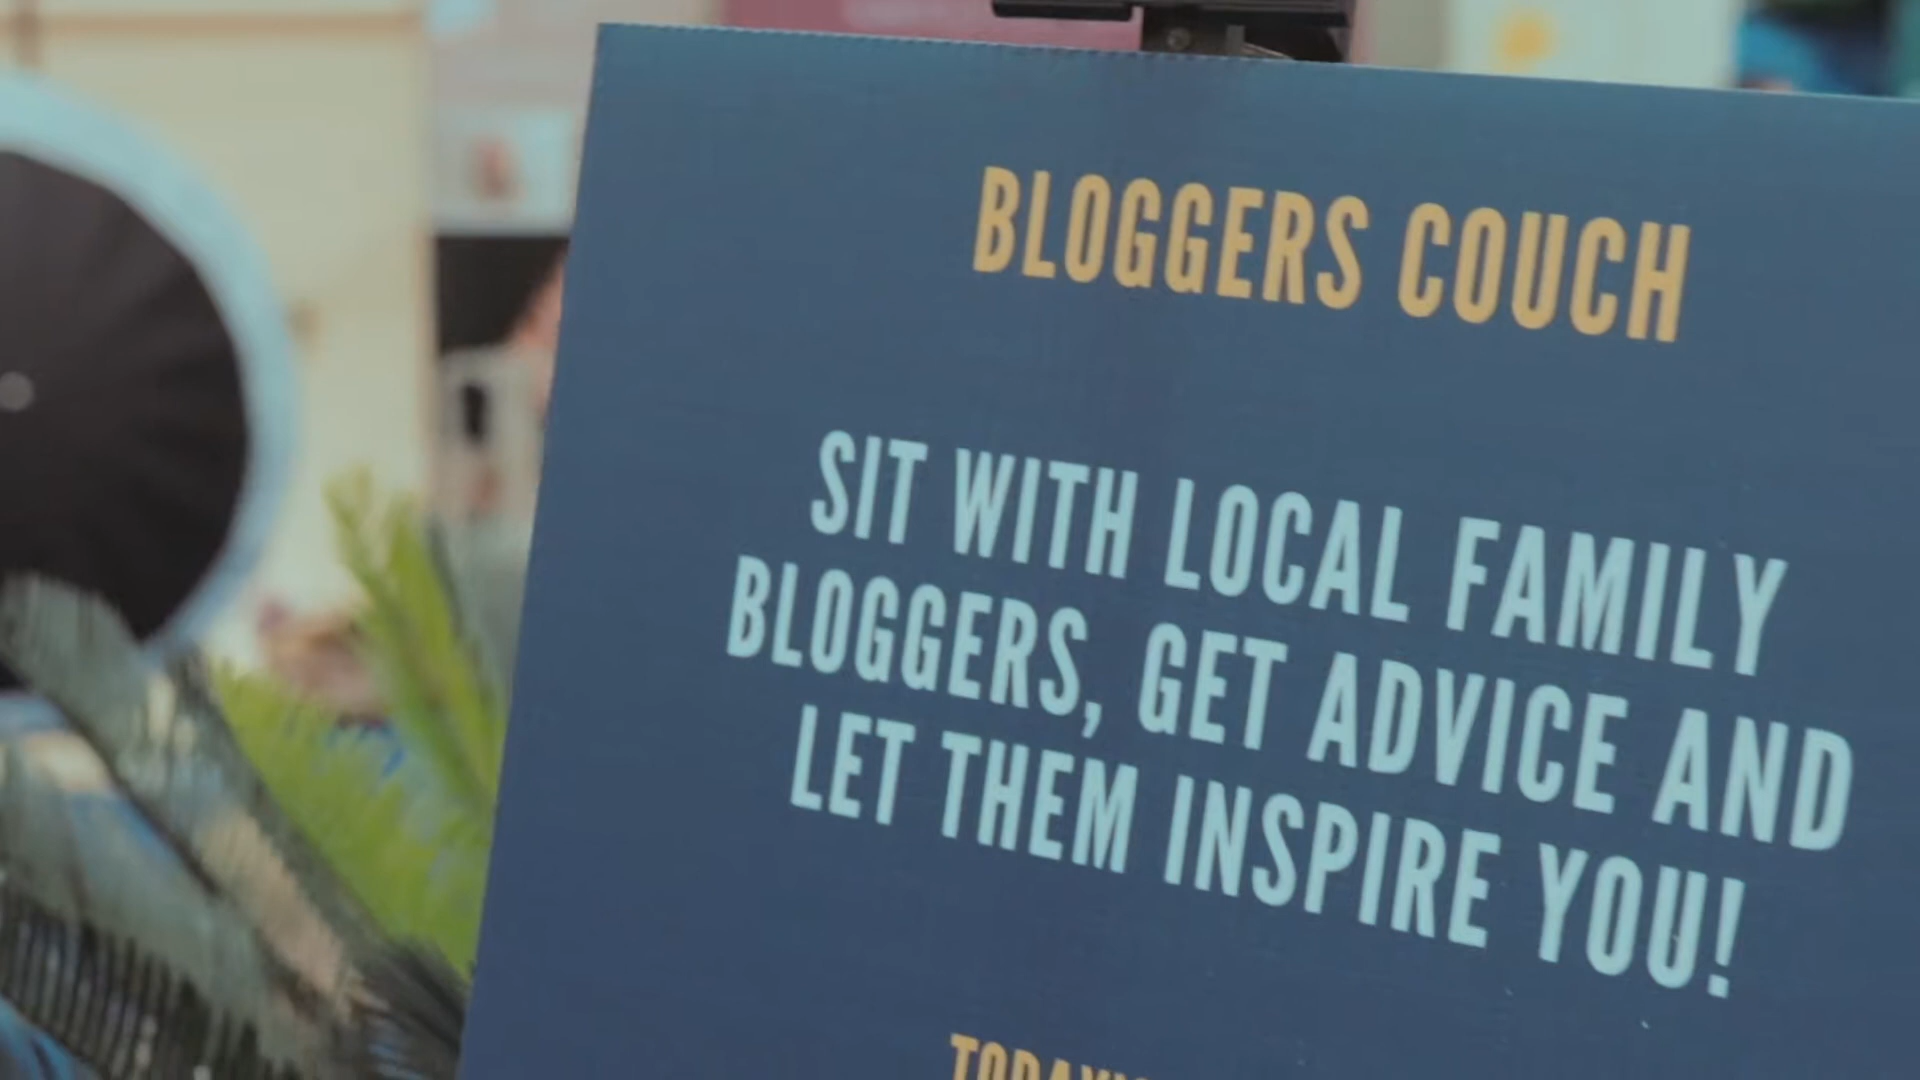 BLOGGERS COUCH
SIT WITH LOCAL FAMILY
BLOGGERS, GET ADVICE AND
LET THEM INSPIRE YOU!